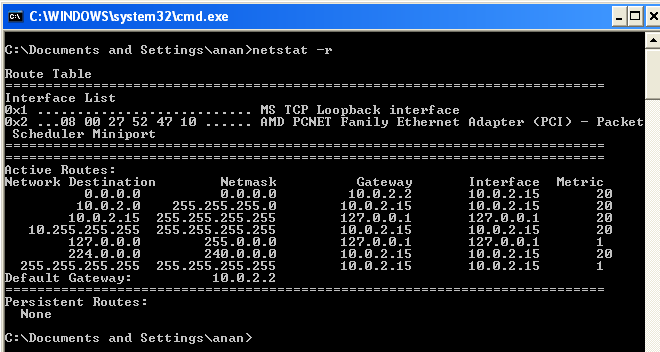 C:\WINDOWS\system32\cmd.exe
C:\Documents and Settings\anan>netstat -r
Route Table
===========================================================================
Interface List
0x1 ........................... MS TCP Loopback interface
0x2 ...08 00 27 52 47 10 ...... AMD PCNET Family Ethernet Adapter (PCI) - Packet
Scheduler Miniport
===========================================================================
===========================================================================
Active Routes:
Network Destination        Netmask          Gateway       Interface  Metric
0.0.0.0          0.0.0.0         10.0.2.2       10.0.2.15       20
10.0.2.0    255.255.255.0        10.0.2.15       10.0.2.15       20
10.0.2.15  255.255.255.255        127.0.0.1       127.0.0.1       20
10.255.255.255  255.255.255.255        10.0.2.15       10.0.2.15       20
127.0.0.0        255.0.0.0        127.0.0.1       127.0.0.1       1
224.0.0.0        240.0.0.0        10.0.2.15       10.0.2.15       20
255.255.255.255  255.255.255.255        10.0.2.15       10.0.2.15       1
Default Gateway:          10.0.2.2
===========================================================================
Persistent Routes:
None
C:\Documents and Settings\anan>